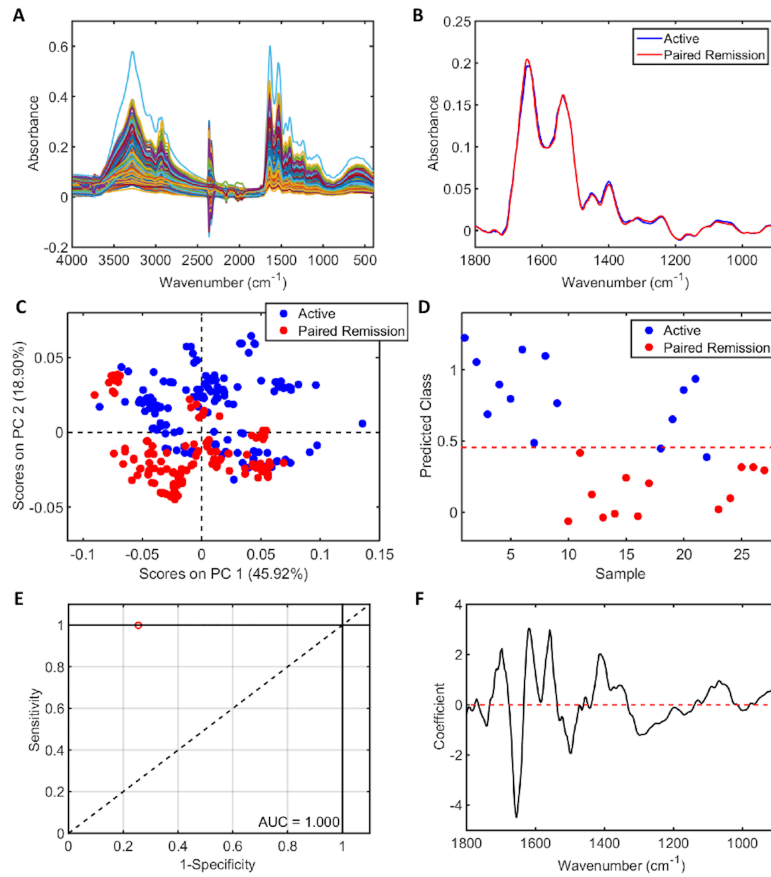 A
0.6
0.4
0.2
0
-0.2
Absorbance
4000 3500 3000 2500 2000 1500 1000 500
Wavenumber (cm-1)
B
Active
Paired Remission
0.25
0.2
0.15
0.1
0.05
0
Absorbance
1800 1600 1400 1200 1000
Wavenumber (cm-1)
C
Active
Paired Remission
0.05
0
-0.05
Scores on PC 2 (18.90%)
-0.1 -0.05 0 0.05 0.1 0.15
Scores on PC 1 (45.92%)
D
Active
Paired Remission
1
0.5
0
Predicted Class
5 10 15 20 25
Sample
E
1
0.8
0.6
0.4
0.2
0
Sensitivity
AUC = 1.000
0 0.2 0.4 0.6 0.8 1
1-Specificity
F
4
2
0
-2
-4
Coefficient
1800 1600 1400 1200 1000
Wavenumber (cm-1)